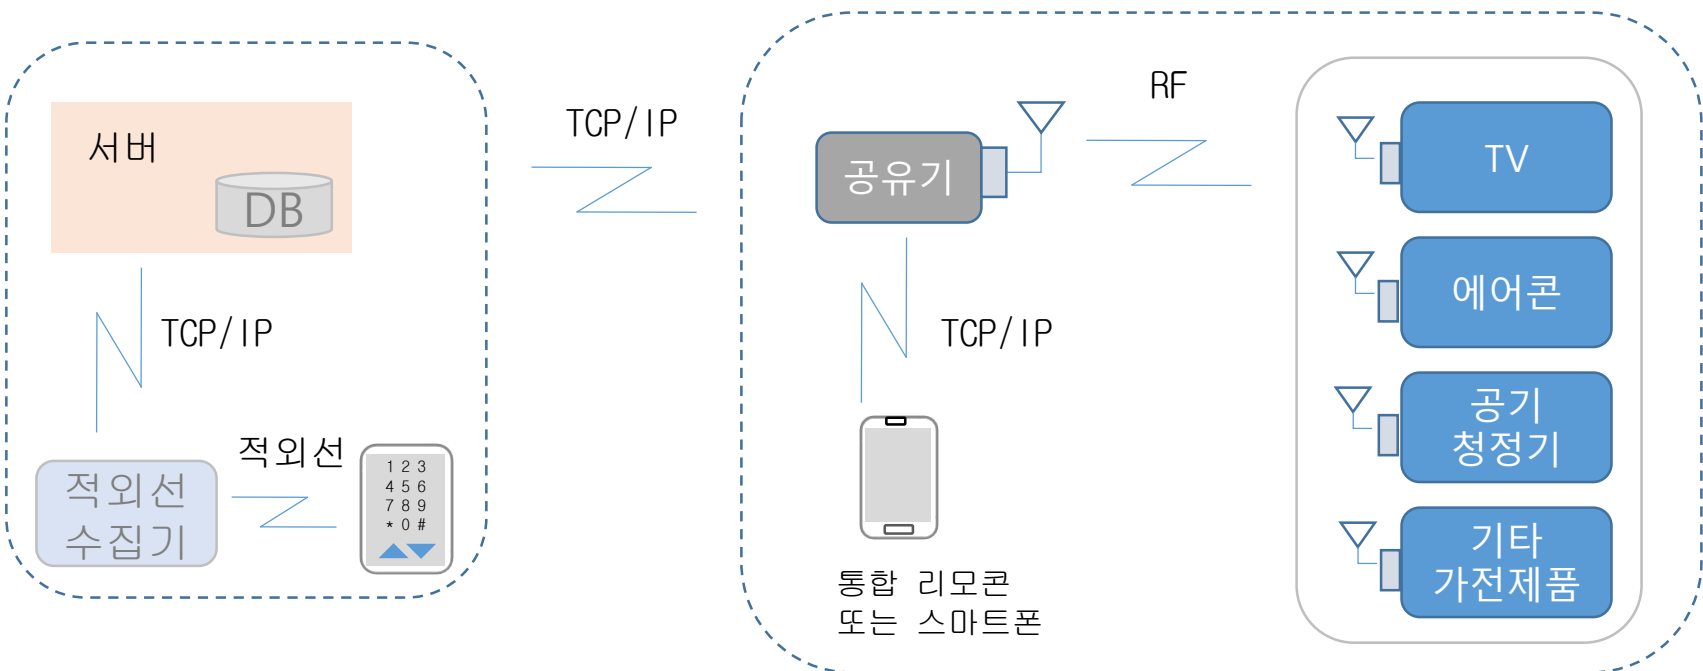 서버
DB
TCP/IP
적외선
수집기
적외선
1 2 3
4 5 6
7 8 9
* 0 #
TCP/IP
공유기
RF
TCP/IP
통합 리모콘
또는 스마트폰
TV
에어콘
공기
청정기
기타
가전제품